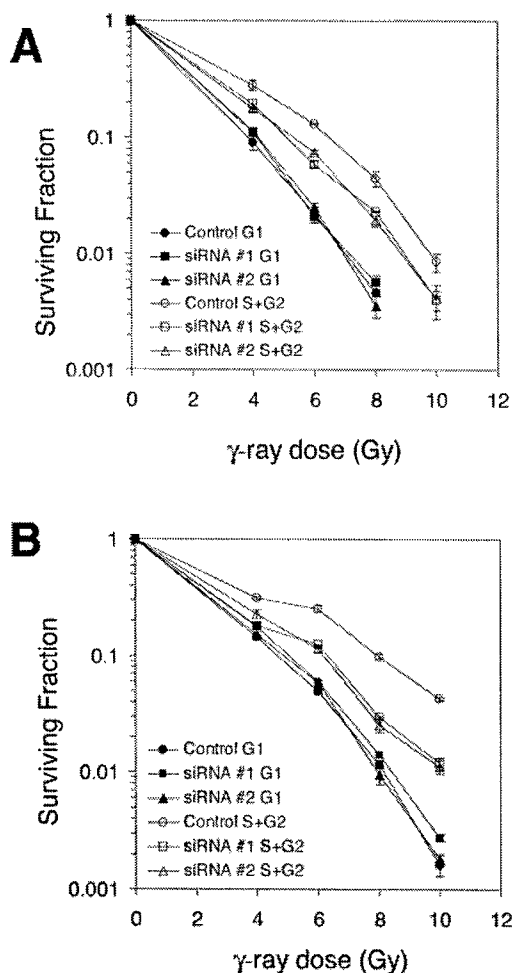 A
1
0.1
0.01
0.001
Surviving Fraction
Control G1
siRNA #1 G1
siRNA #2 G1
Control S+G2
siRNA #1 S+G2
siRNA #2 S+G2
0 2 4 6 8 10 12
γ-ray dose (Gy)
B
1
0.1
0.01
0.001
Surviving Fraction
Control G1
siRNA #1 G1
siRNA #2 G1
Control S+G2
siRNA #1 S+G2
siRNA #2 S+G2
0 2 4 6 8 10 12
γ-ray dose (Gy)